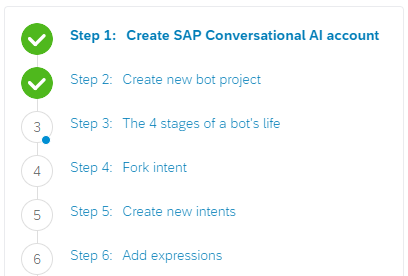 Step 1: Create SAP Conversational AI account
Step 2: Create new bot project
3 Step 3: The 4 stages of a bot's life
4 Step 4: Fork intent
5 Step 5: Create new intents
6 Step 6: Add expressions